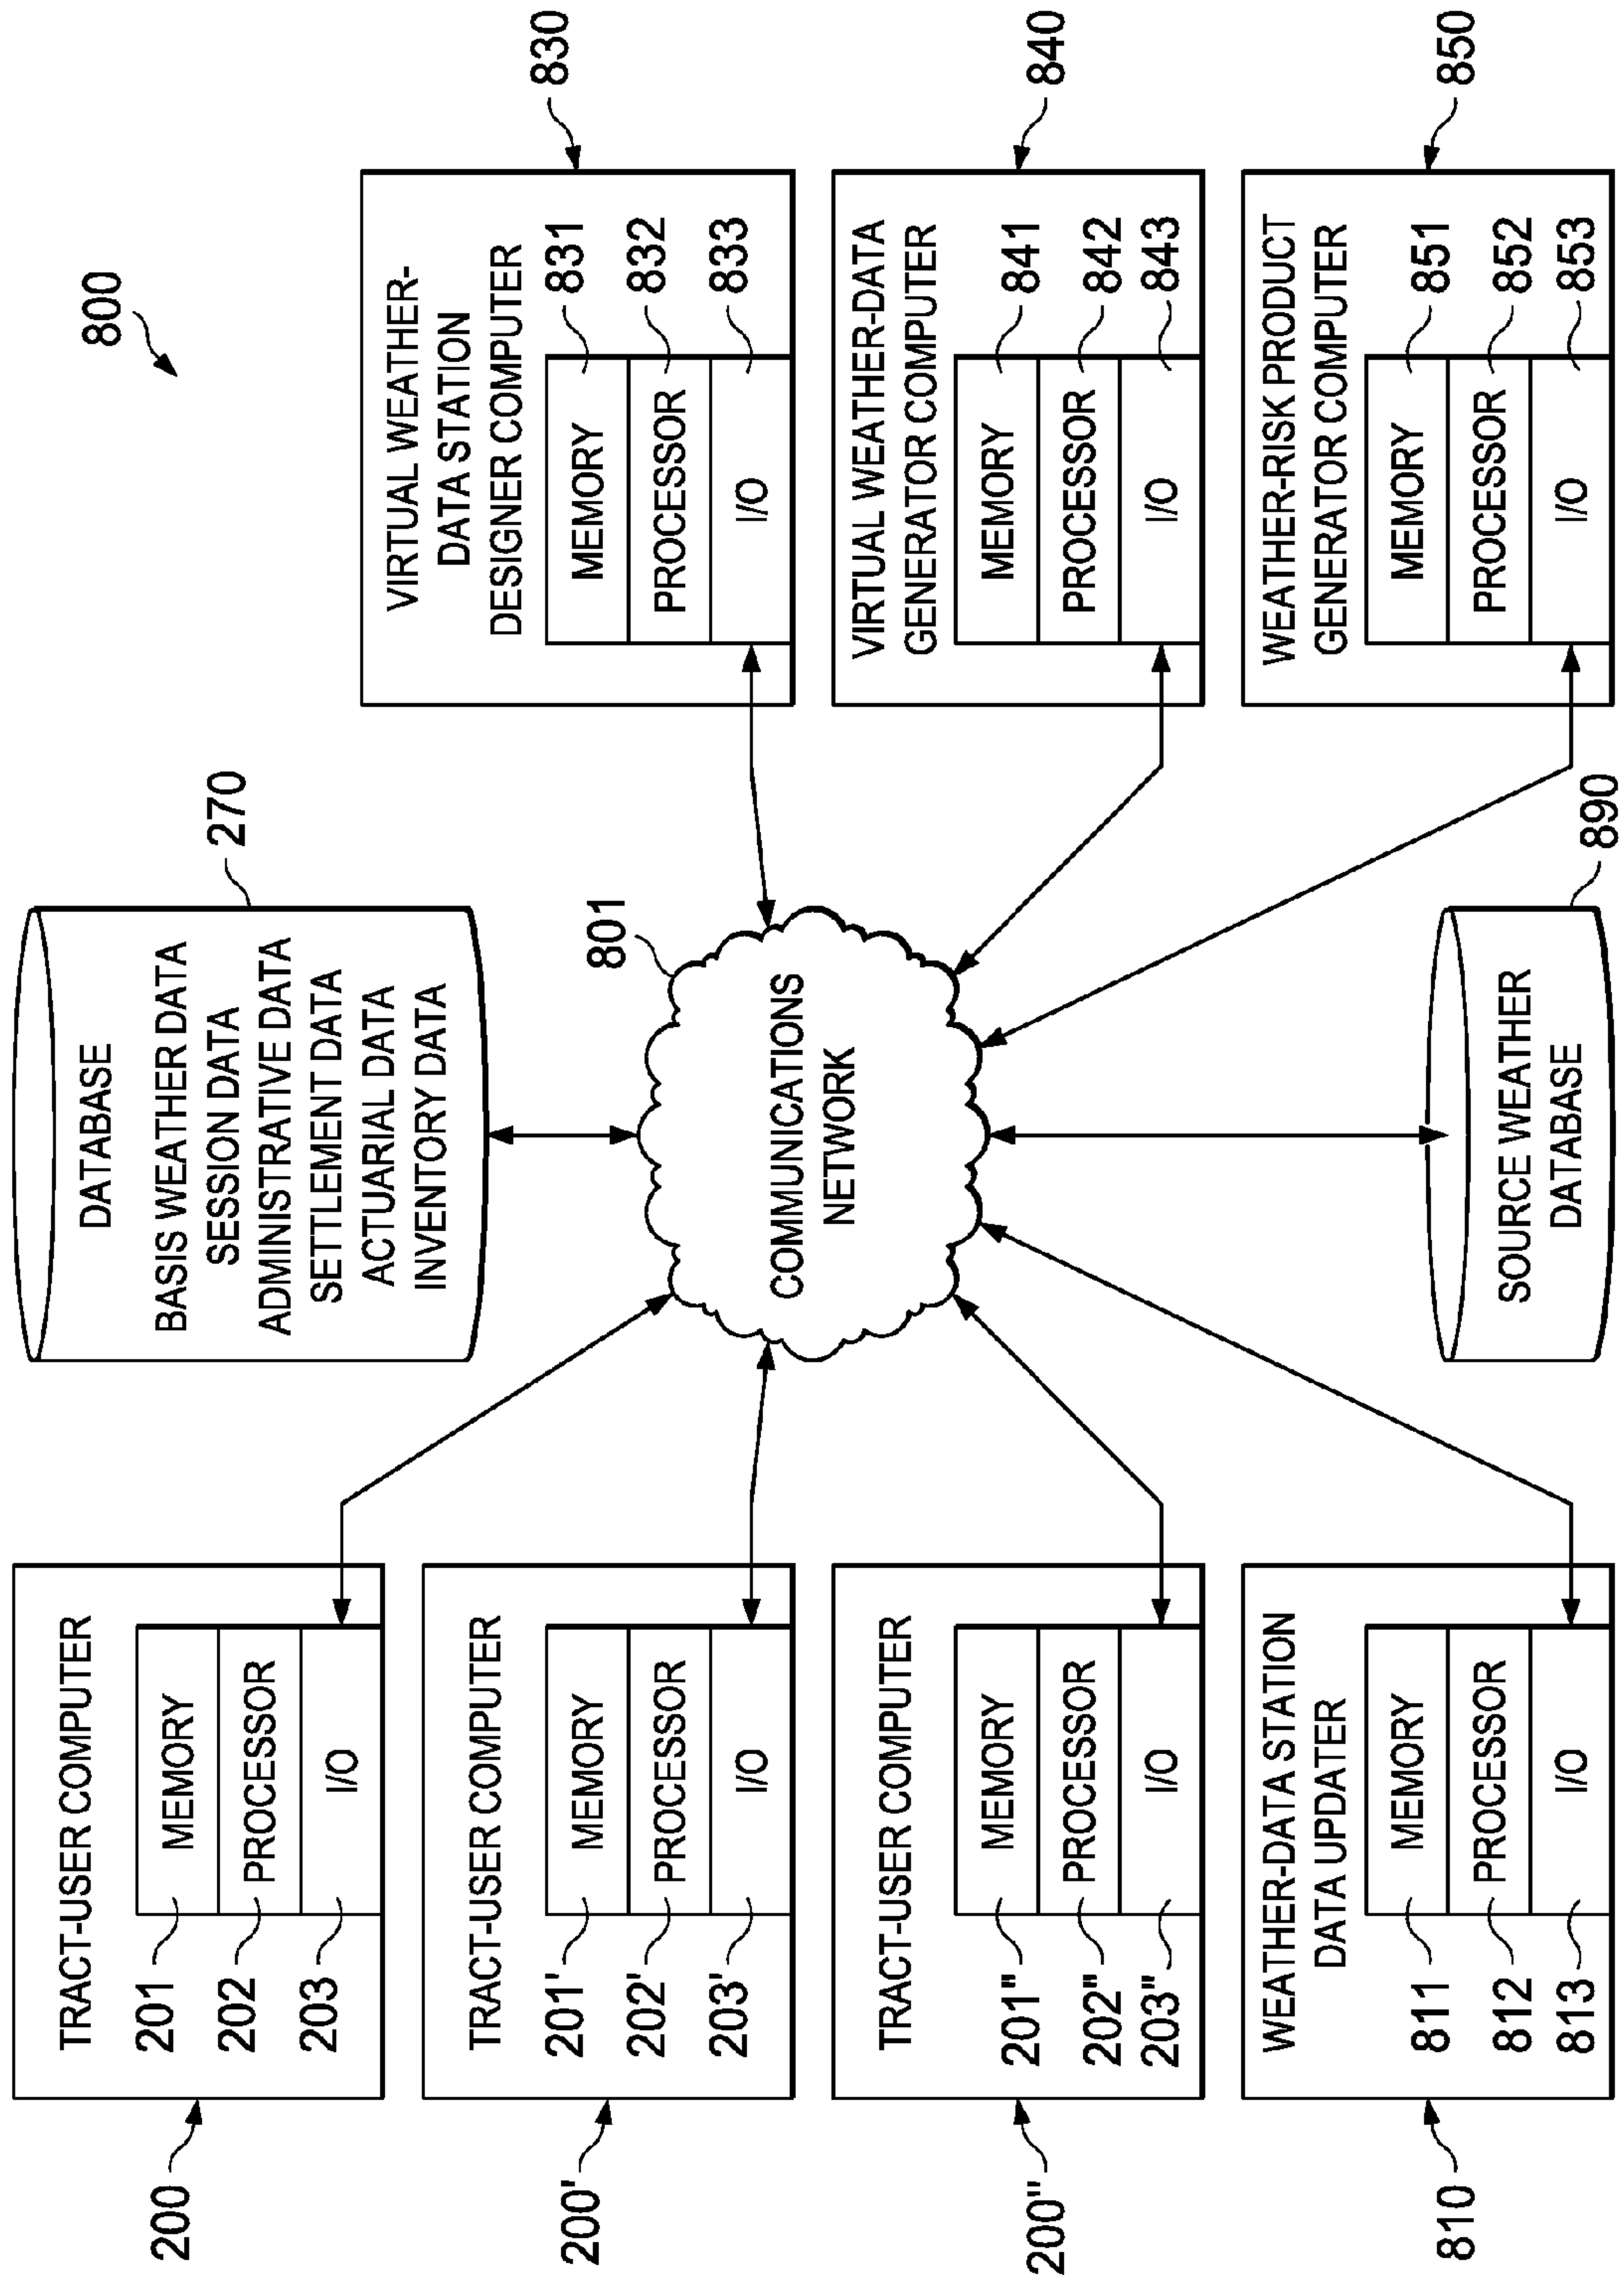 800
TRACT-USER COMPUTER
MEMORY
PROCESSOR
I/O
201
202
203
200
TRACT-USER COMPUTER
MEMORY
PROCESSOR
I/O
201'
202'
203'
200'
TRACT-USER COMPUTER
MEMORY
PROCESSOR
I/O
201"
202"
203"
200"
WEATHER-DATA STATION
DATA UPDATER
MEMORY
PROCESSOR
I/O
811
812
813
810
DATABASE
BASIS WEATHER DATA
SESSION DATA
ADMINISTRATIVE DATA
SETTLEMENT DATA
ACTUARIAL DATA
INVENTORY DATA
270
801
COMMUNICATIONS
NETWORK
SOURCE WEATHER
DATABASE
890
VIRTUAL WEATHER-
DATA STATION
DESIGNER COMPUTER
MEMORY
PROCESSOR
I/O
831
832
833
830
VIRTUAL WEATHER-DATA
GENERATOR COMPUTER
MEMORY
PROCESSOR
I/O
841
842
843
840
WEATHER-RISK PRODUCT
GENERATOR COMPUTER
MEMORY
PROCESSOR
I/O
851
852
853
850